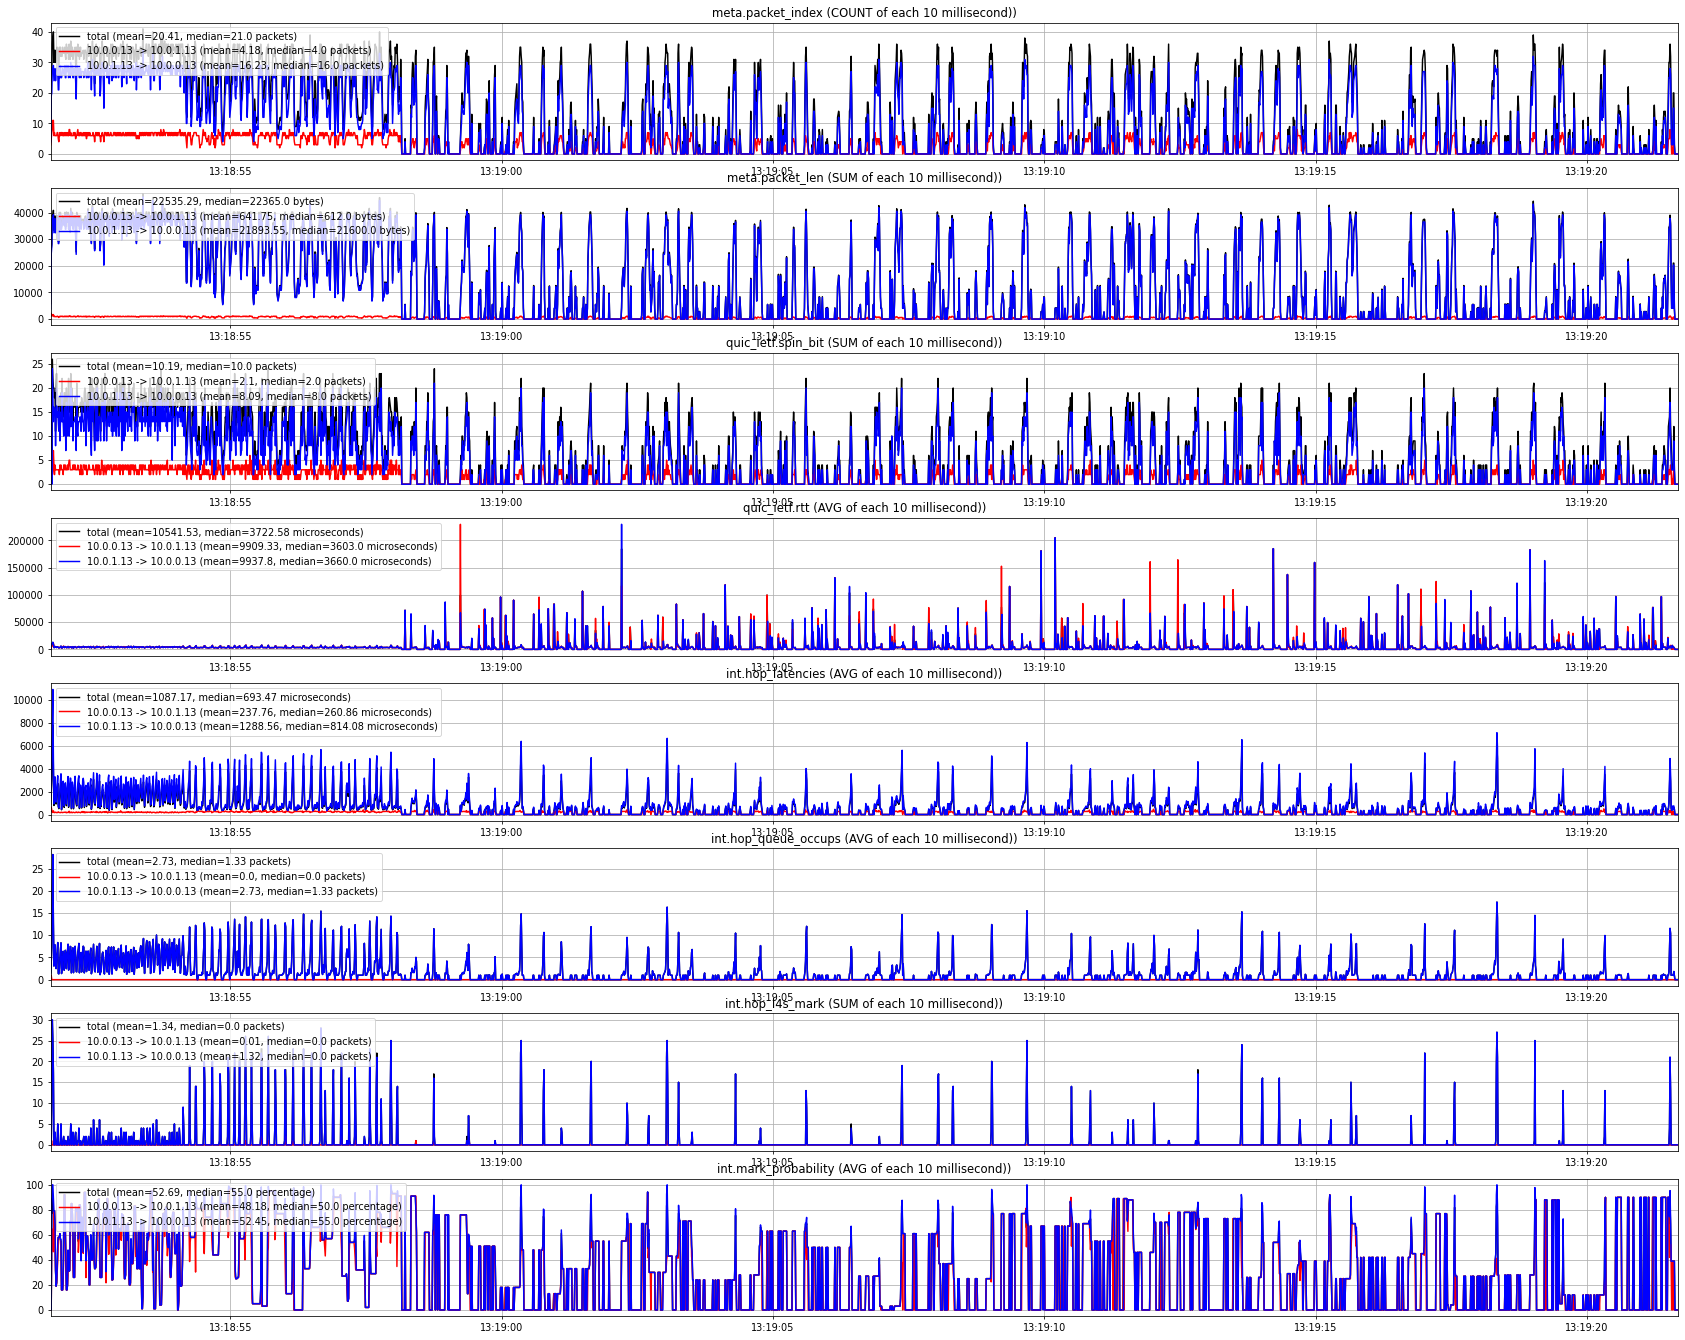 meta.packet_index (COUNT of each 10 millisecond))
40
30
20
10
0
total (mean=20.41, median=21.0 packets)
10.0.0.13 -> 10.0.1.13 (mean=4.18, median=4.0 packets)
10.0.1.13 -> 10.0.0.13 (mean=16.23, median=16.0 packets)
13:18:55 13:19:00 13:19:05 13:19:10 13:19:15 13:19:20
meta.packet_len (SUM of each 10 millisecond))
40000
30000
20000
10000
0
total (mean=22535.29, median=22365.0 bytes)
10.0.0.13 -> 10.0.1.13 (mean=641.75, median=612.0 bytes)
10.0.1.13 -> 10.0.0.13 (mean=21893.55, median=21600.0 bytes)
13:18:55 13:19:00 13:19:05 13:19:10 13:19:15 13:19:20
quic_ietf.spin_bit (SUM of each 10 millisecond))
25
20
15
10
5
0
total (mean=10.19, median=10.0 packets)
10.0.0.13 -> 10.0.1.13 (mean=2.1, median=2.0 packets)
10.0.1.13 -> 10.0.0.13 (mean=8.09, median=8.0 packets)
13:18:55 13:19:00 13:19:05 13:19:10 13:19:15 13:19:20
quic_ietf.rtt (AVG of each 10 millisecond))
200000
150000
100000
50000
0
total (mean=10541.53, median=3722.58 microseconds)
10.0.0.13 -> 10.0.1.13 (mean=9909.33, median=3603.0 microseconds)
10.0.1.13 -> 10.0.0.13 (mean=9937.8, median=3660.0 microseconds)
13:18:55 13:19:00 13:19:05 13:19:10 13:19:15 13:19:20
int.hop_latencies (AVG of each 10 millisecond))
10000
8000
6000
4000
2000
0
total (mean=1087.17, median=693.47 microseconds)
10.0.0.13 -> 10.0.1.13 (mean=237.76, median=260.86 microseconds)
10.0.1.13 -> 10.0.0.13 (mean=1288.56, median=814.08 microseconds)
13:18:55 13:19:00 13:19:05 13:19:10 13:19:15 13:19:20
int.hop_queue_occups (AVG of each 10 millisecond))
25
20
15
10
5
0
total (mean=2.73, median=1.33 packets)
10.0.0.13 -> 10.0.1.13 (mean=0.0, median=0.0 packets)
10.0.1.13 -> 10.0.0.13 (mean=2.73, median=1.33 packets)
13:18:55 13:19:00 13:19:05 13:19:10 13:19:15 13:19:20
int.hop_l4s_mark (SUM of each 10 millisecond))
30
25
20
15
10
5
0
total (mean=1.34, median=0.0 packets)
10.0.0.13 -> 10.0.1.13 (mean=0.01, median=0.0 packets)
10.0.1.13 -> 10.0.0.13 (mean=1.32, median=0.0 packets)
13:18:55 13:19:00 13:19:05 13:19:10 13:19:15 13:19:20
int.mark_probability (AVG of each 10 millisecond))
100
80
60
40
20
0
total (mean=52.69, median=55.0 percentage)
10.0.0.13 -> 10.0.1.13 (mean=48.18, median=50.0 percentage)
10.0.1.13 -> 10.0.0.13 (mean=52.45, median=55.0 percentage)
13:18:55 13:19:00 13:19:05 13:19:10 13:19:15 13:19:20